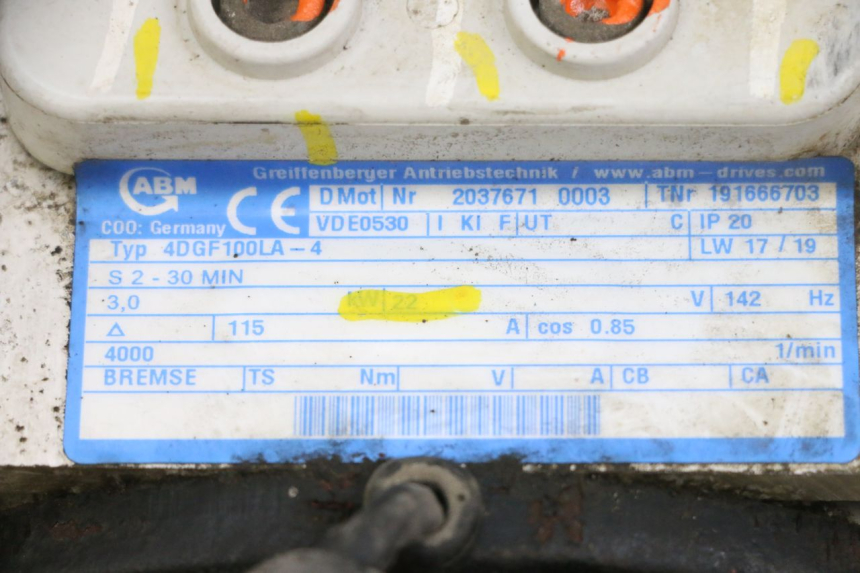 Greiffenberger Antriebstechnik / www.abm-drives.com
ABM CE DMot Nr 2037671 0003 TNr 191666703
COO: Germany VDE0530 I Kl F UT C IP 20
Typ 4DGF100LA-4 LW 17 / 19
S 2 - 30 MIN
3,0 KW 22 V 142 Hz
△ 115 A cos 0.85
4000 1/min
BREMSE TS Nm V A CB CA